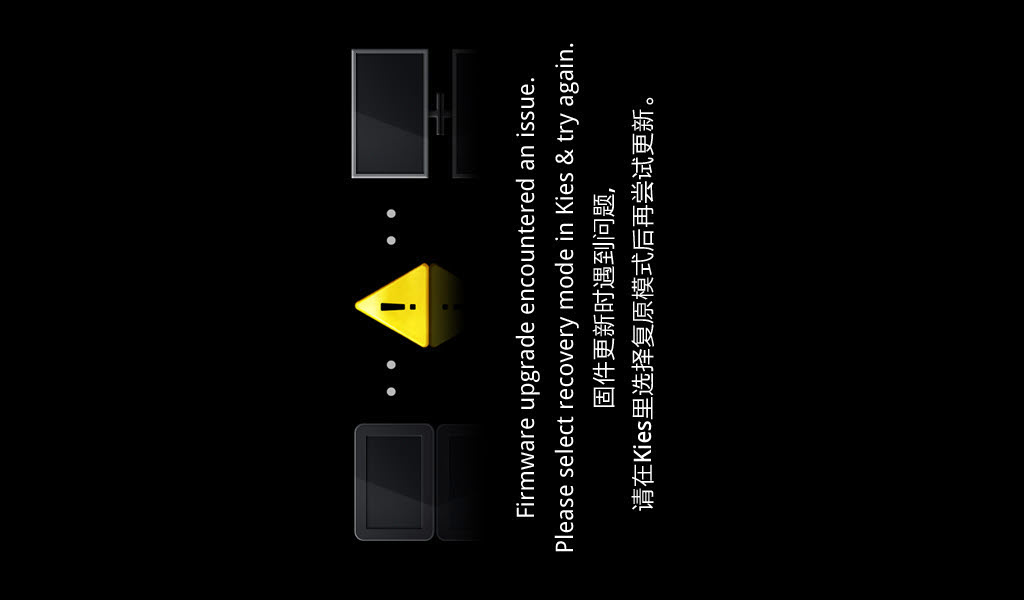 Firmware upgrade encountered an issue.
Please select recovery mode in Kies & try again.
固件更新时遇到问题,
请在Kies里选择复原模式后再尝试更新。